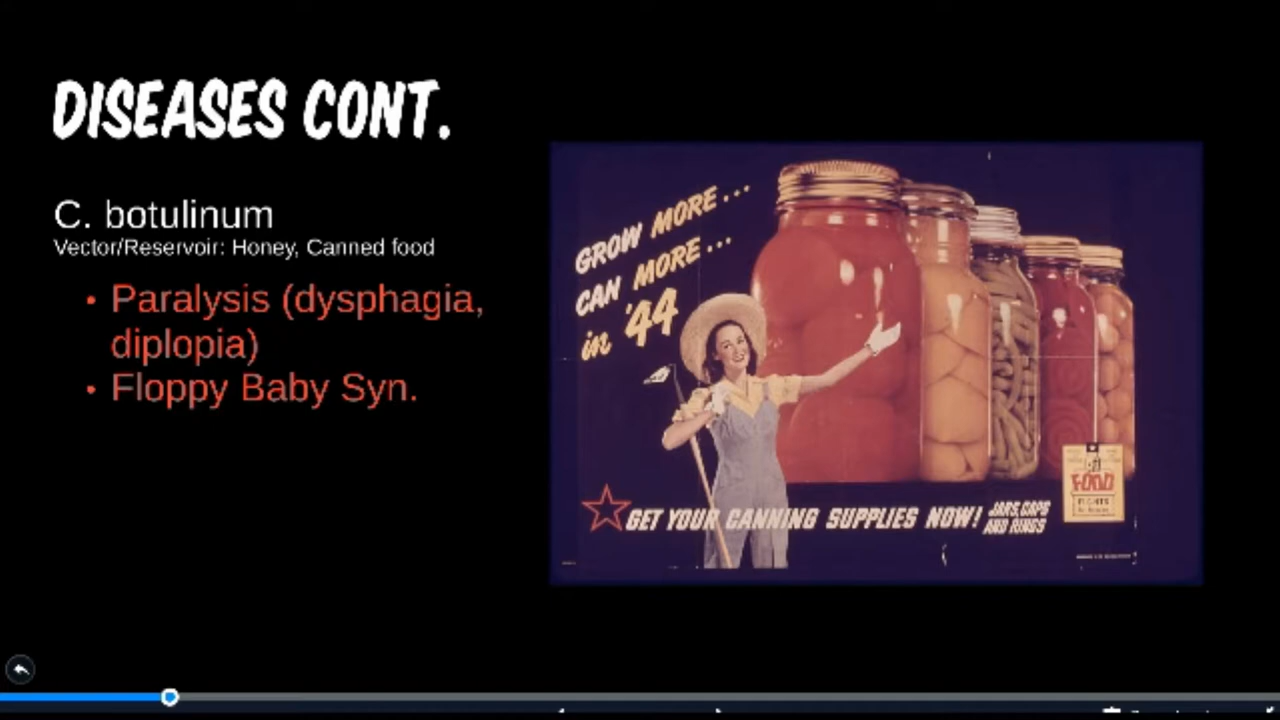 DISEASES CONT.
C. botulinum
Vector/Reservoir: Honey, Canned food
• Paralysis (dysphagia,
diplopia)
• Floppy Baby Syn.
GROW MORE...
CAN MORE...
in '44
GET YOUR CANNING SUPPLIES NOW!
JARS, CAPS
AND RINGS
FOOD
FIGHTS